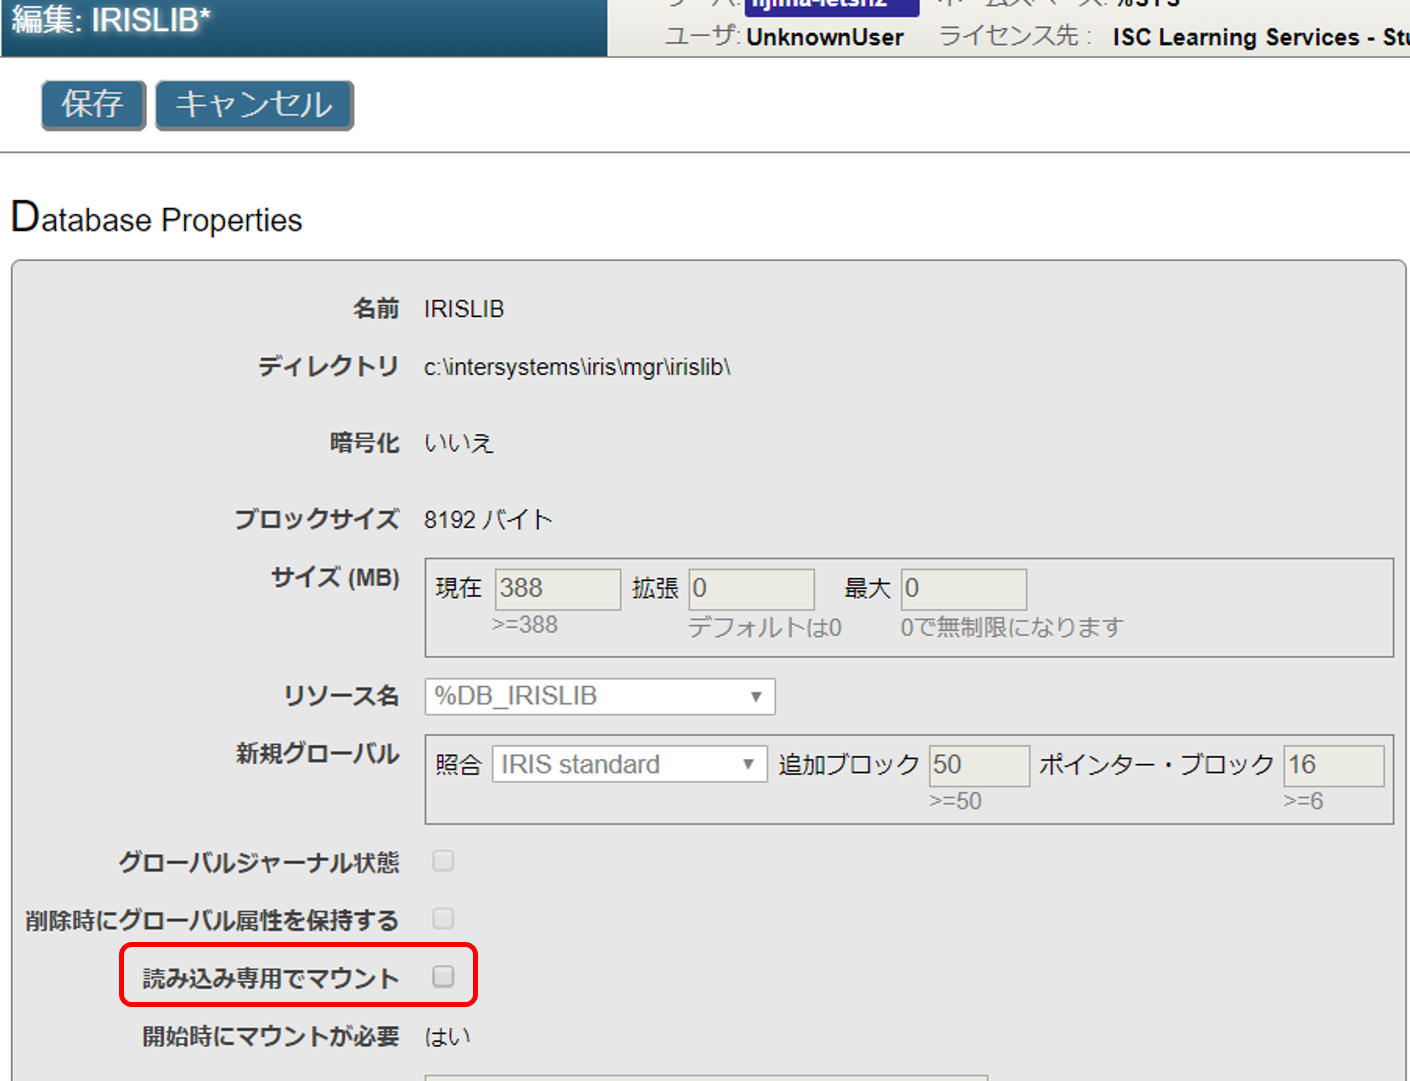 編集: IRISLIB*
ユーザ: UnknownUser ライセンス先 : ISC Learning Services - Stu
保存 キャンセル
Database Properties
名前 IRISLIB
ディレクトリ c:\intersystems\iris\mgr\irislib\
暗号化 いいえ
ブロックサイズ 8192 バイト
サイズ (MB) 現在 388 拡張 0 最大 0
>=388 デフォルトは0 0で無制限になります
リソース名 %DB_IRISLIB
新規グローバル 照合 IRIS standard 追加ブロック 50 ポインター・ブロック 16
>=50 >=6
グローバルジャーナル状態
削除時にグローバル属性を保持する
読み込み専用でマウント
開始時にマウントが必要 はい